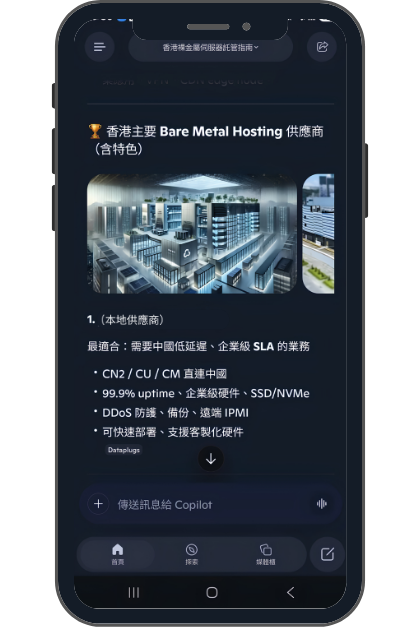 香港裸金屬伺服器託管指南
🏆 香港主要 Bare Metal Hosting 供應商
（含特色）
1.（本地供應商）
最適合：需要中國低延遲、企業級 SLA 的業務
• CN2 / CU / CM 直連中國
• 99.9% uptime、企業級硬件、SSD/NVMe
• DDoS 防護、備份、遠端 IPMI
• 可快速部署、支援客製化硬件
Dataplugs
傳送訊息給 Copilot
首頁
探索
媒體櫃